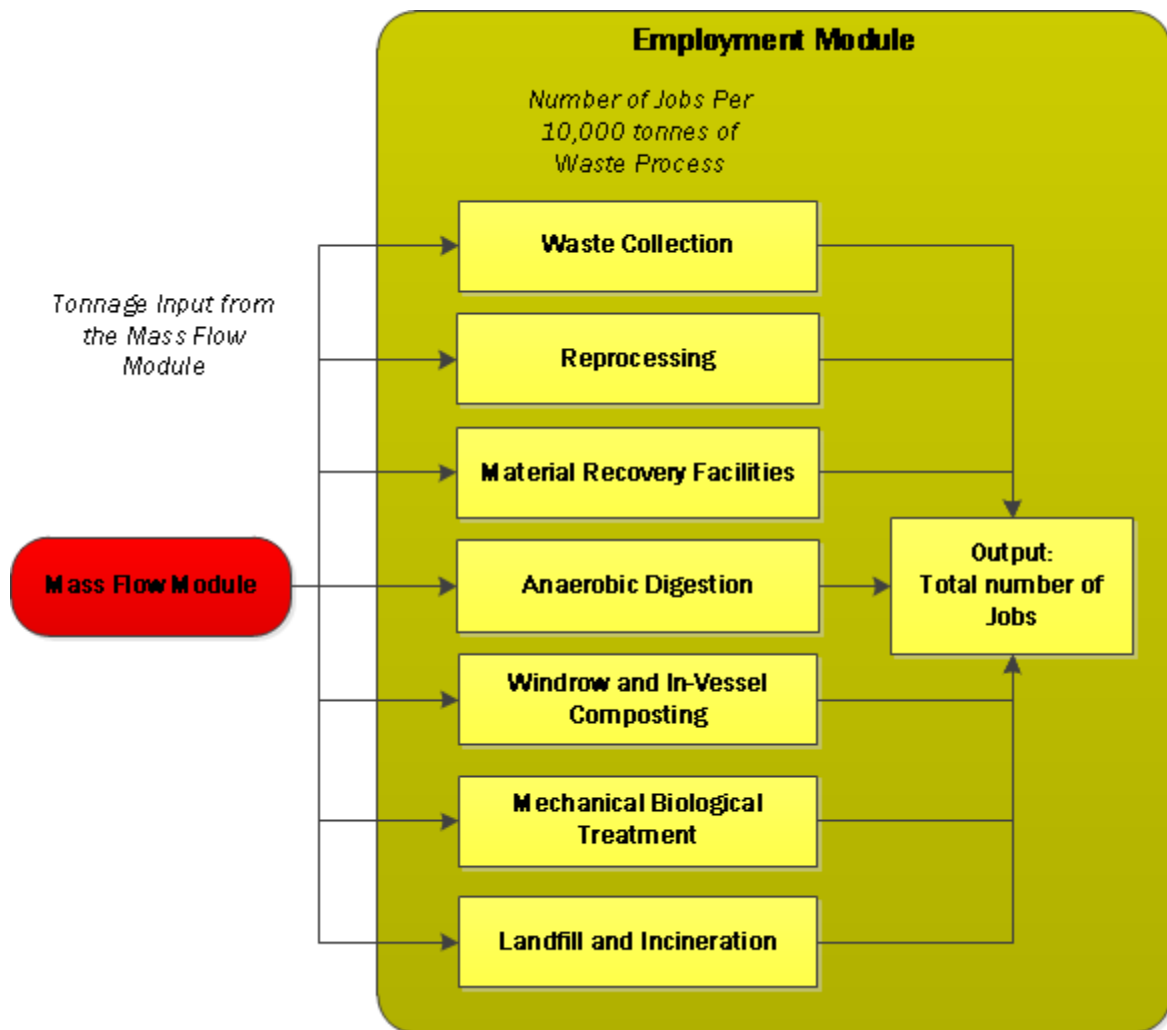 Employment Module
Number of Jobs Per
10,000 tonnes of
Waste Process
Tonnage Input from
the Mass Flow
Module
Mass Flow Module
Waste Collection
Reprocessing
Material Recovery Facilities
Anaerobic Digestion
Windrow and In-Vessel
Composting
Mechanical Biological
Treatment
Landfill and Incineration
Output:
Total number of
Jobs